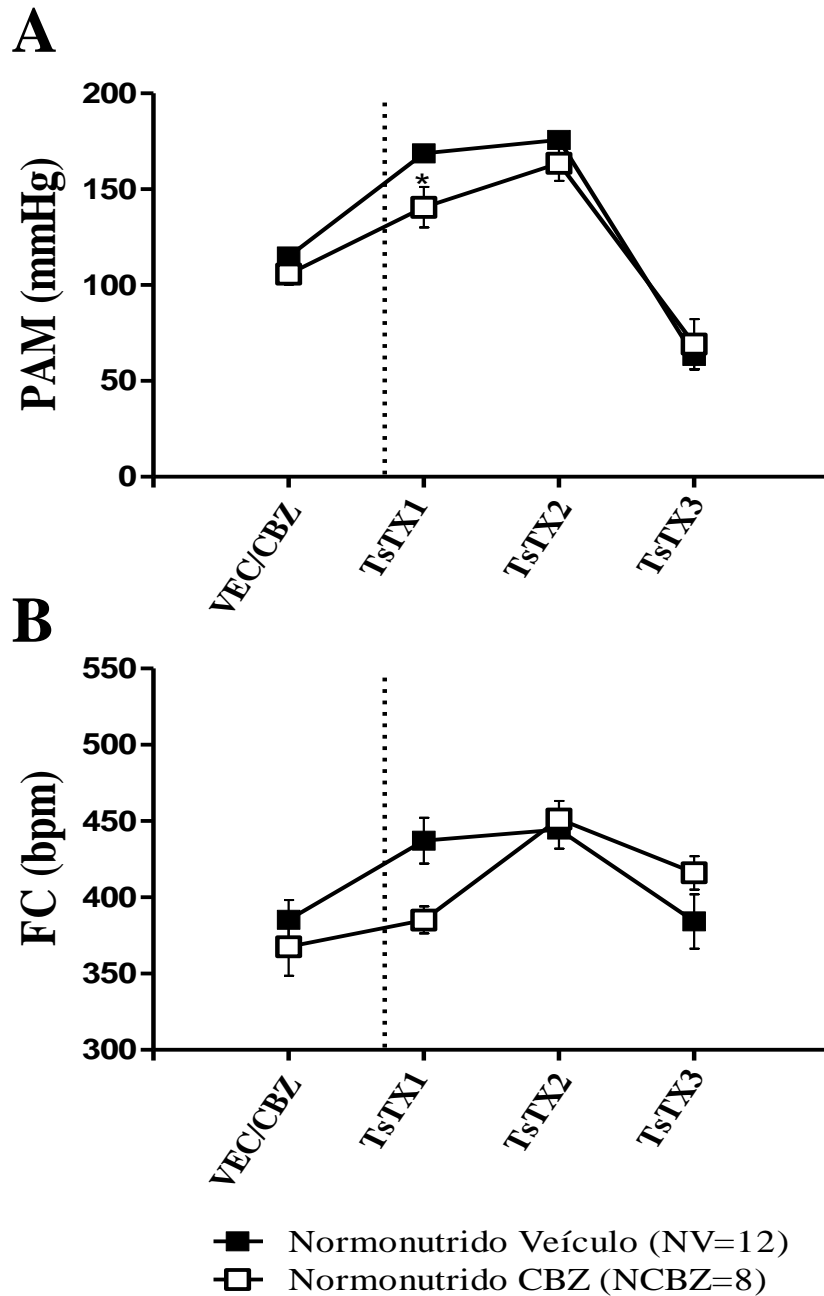 A
PAM (mmHg)
200
150
100
50
0
*
VEC/CBZ
TsTX1
TsTX2
TsTX3
B
FC (bpm)
550
500
450
400
350
300
VEC/CBZ
TsTX1
TsTX2
TsTX3
Normonutrido Veículo (NV=12)
Normonutrido CBZ (NCBZ=8)